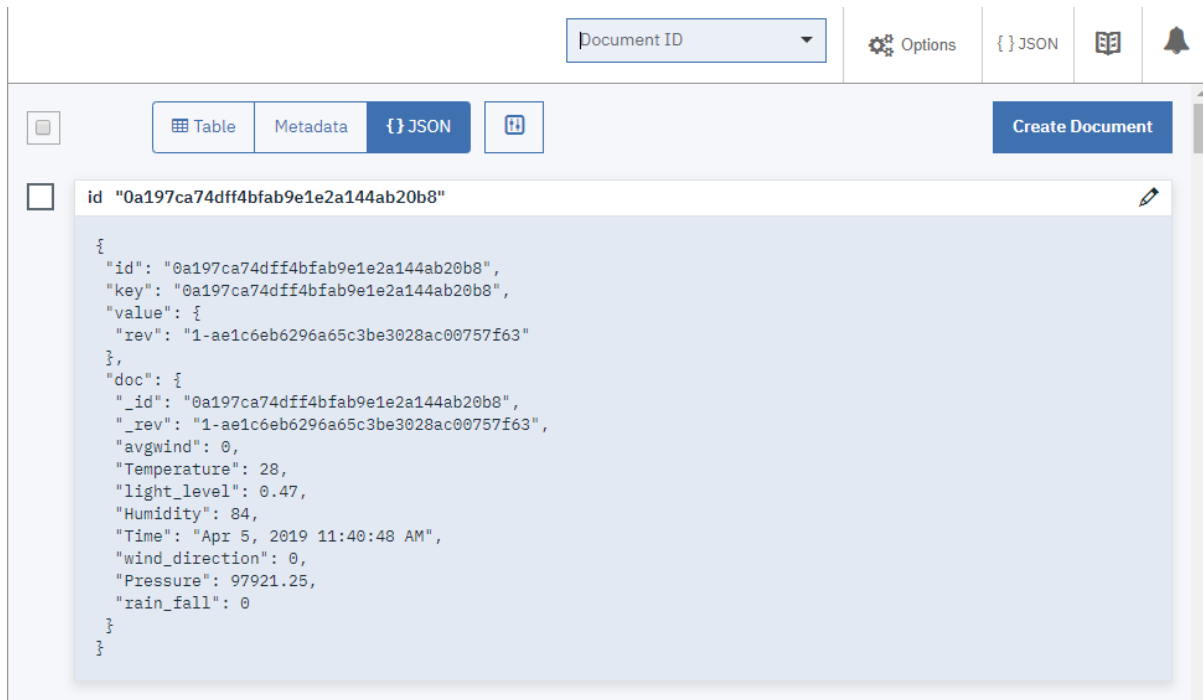 Document ID
Options
{ } JSON
Table
Metadata
{} JSON
Create Document
id "0a197ca74dff4bfab9e1e2a144ab20b8"
{
"id": "0a197ca74dff4bfab9e1e2a144ab20b8",
"key": "0a197ca74dff4bfab9e1e2a144ab20b8",
"value": {
"rev": "1-ae1c6eb6296a65c3be3028ac00757f63"
},
"doc": {
"_id": "0a197ca74dff4bfab9e1e2a144ab20b8",
"_rev": "1-ae1c6eb6296a65c3be3028ac00757f63",
"avgwind": 0,
"Temperature": 28,
"light_level": 0.47,
"Humidity": 84,
"Time": "Apr 5, 2019 11:40:48 AM",
"wind_direction": 0,
"Pressure": 97921.25,
"rain_fall": 0
}
}